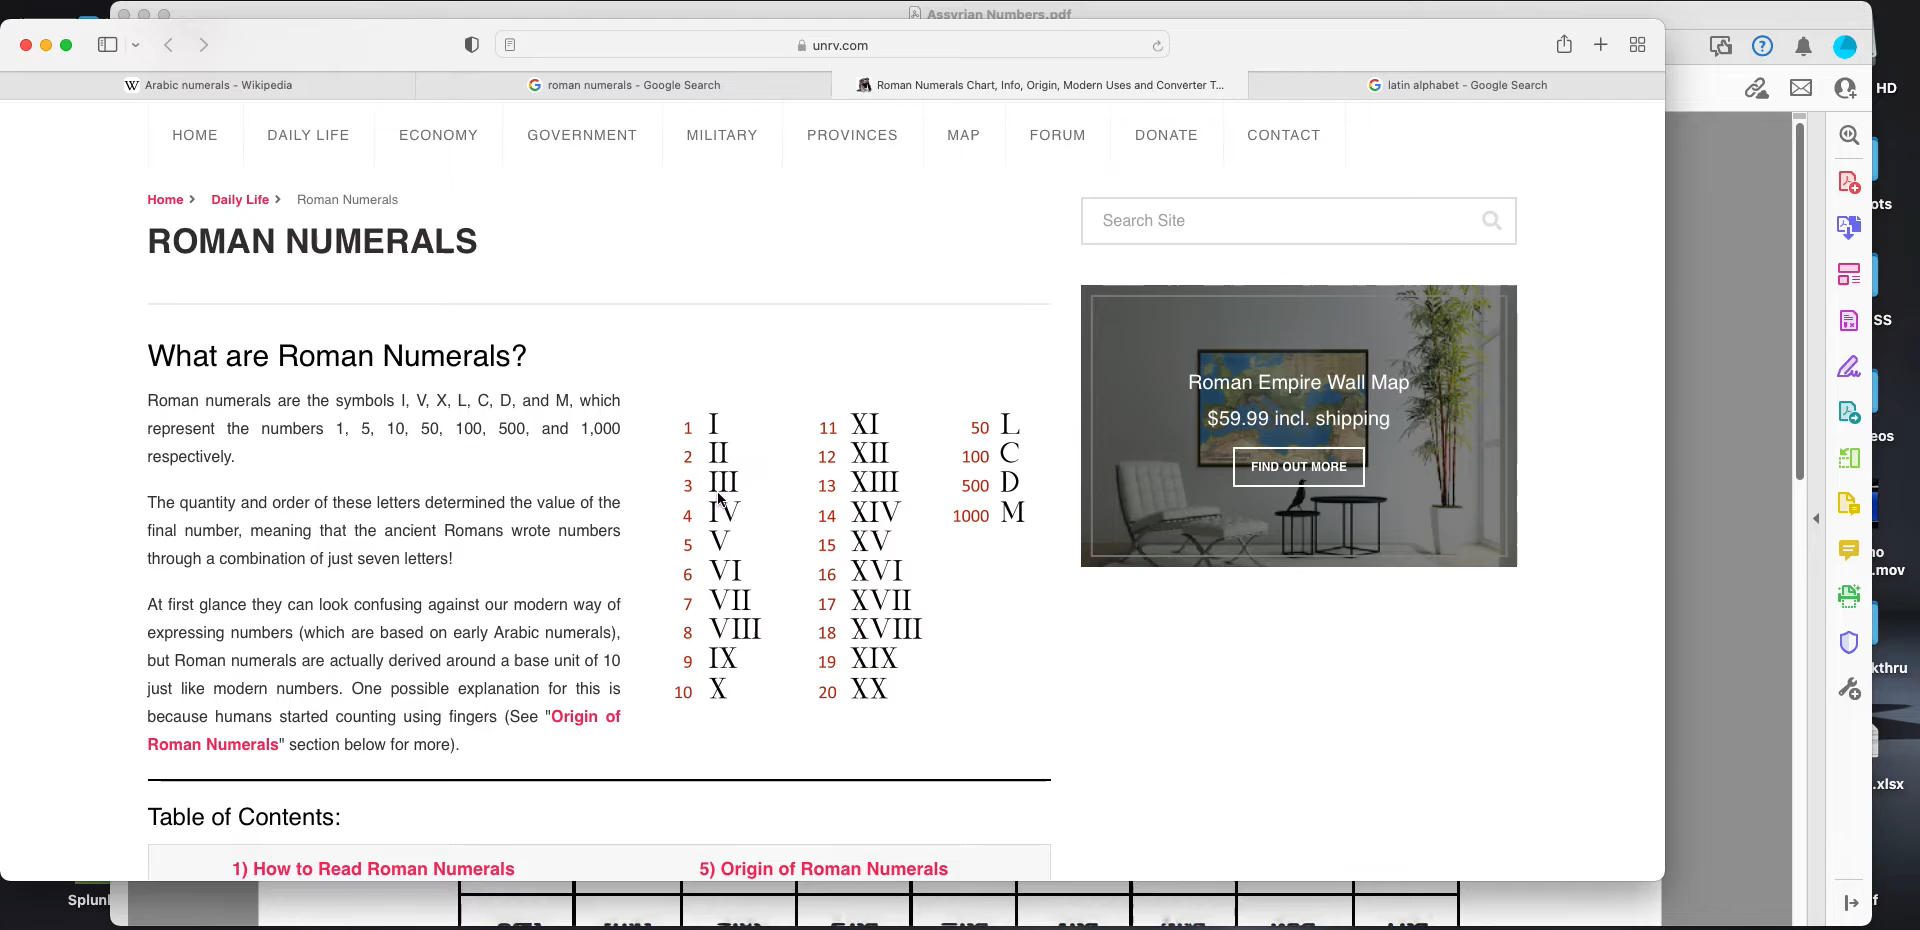 Assyrian Numbers.pdf
unrv.com
Arabic numerals - Wikipedia
roman numerals - Google Search
Roman Numerals Chart, Info, Origin, Modern Uses and Converter T...
latin alphabet - Google Search
HOME
DAILY LIFE
ECONOMY
GOVERNMENT
MILITARY
PROVINCES
MAP
FORUM
DONATE
CONTACT
Home > Daily Life > Roman Numerals
ROMAN NUMERALS
Search Site
What are Roman Numerals?
Roman numerals are the symbols I, V, X, L, C, D, and M, which
represent the numbers 1, 5, 10, 50, 100, 500, and 1,000
respectively.
The quantity and order of these letters determined the value of the
final number, meaning that the ancient Romans wrote numbers
through a combination of just seven letters!
At first glance they can look confusing against our modern way of
expressing numbers (which are based on early Arabic numerals),
but Roman numerals are actually derived around a base unit of 10
just like modern numbers. One possible explanation for this is
because humans started counting using fingers (See "Origin of
Roman Numerals" section below for more).
1 I
2 II
3 III
4 IV
5 V
6 VI
7 VII
8 VIII
9 IX
10 X
11 XI
12 XII
13 XIII
14 XIV
15 XV
16 XVI
17 XVII
18 XVIII
19 XIX
20 XX
50 L
100 C
500 D
1000 M
Roman Empire Wall Map
$59.99 incl. shipping
FIND OUT MORE
Table of Contents:
1) How to Read Roman Numerals
5) Origin of Roman Numerals
HD
ots
SS
eos
no
.mov
kthru
.xlsx
f
Splunl